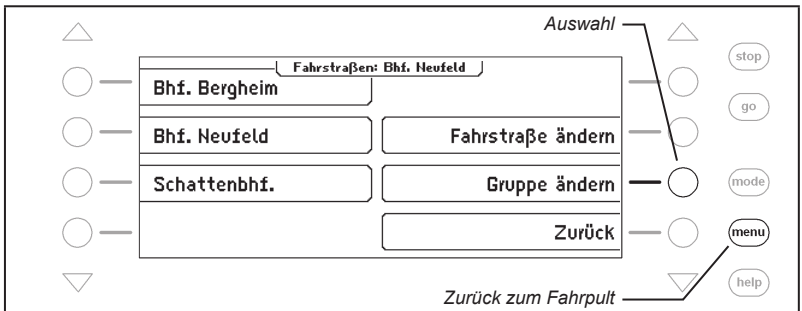 Auswahl
stop
Fahrstraßen: Bhf. Neufeld
Bhf. Bergheim
go
Bhf. Neufeld
Fahrstraße ändern
Schattenbhf.
Gruppe ändern
mode
Zurück
menu
help
Zurück zum Fahrpult